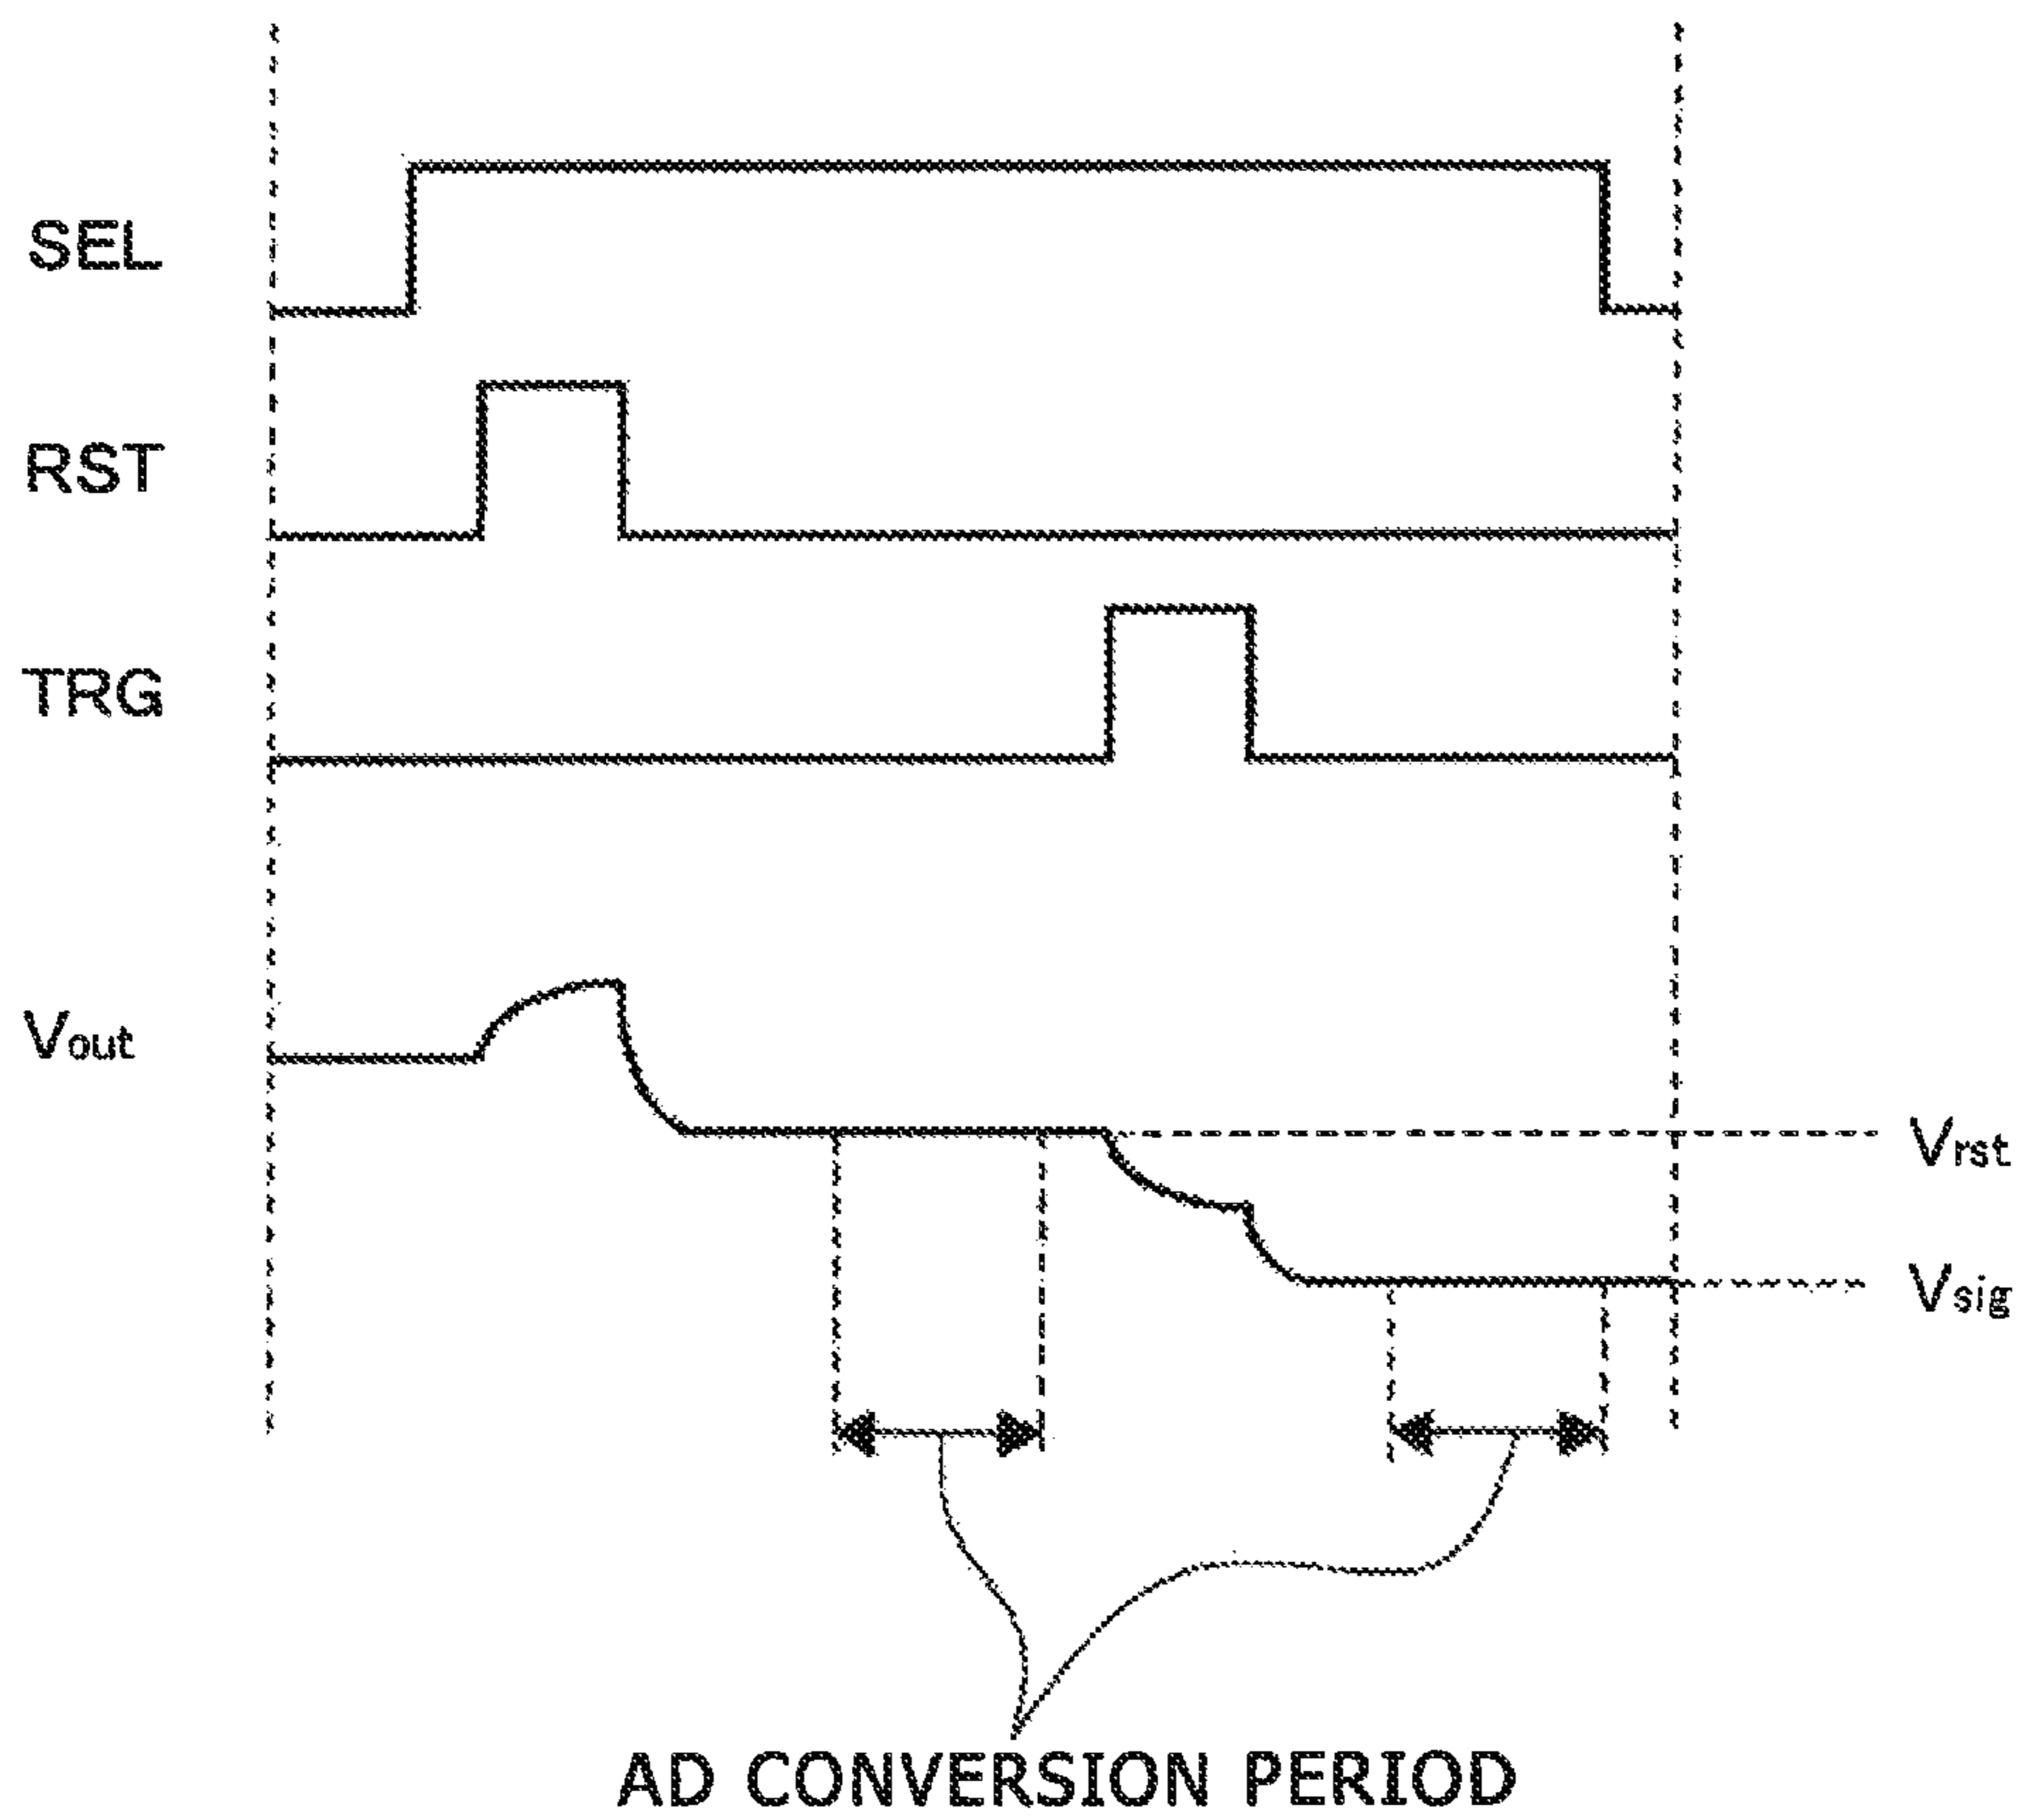 SEL
RST
TRG
Vout
Vrst
Vsig
AD CONVERSION PERIOD